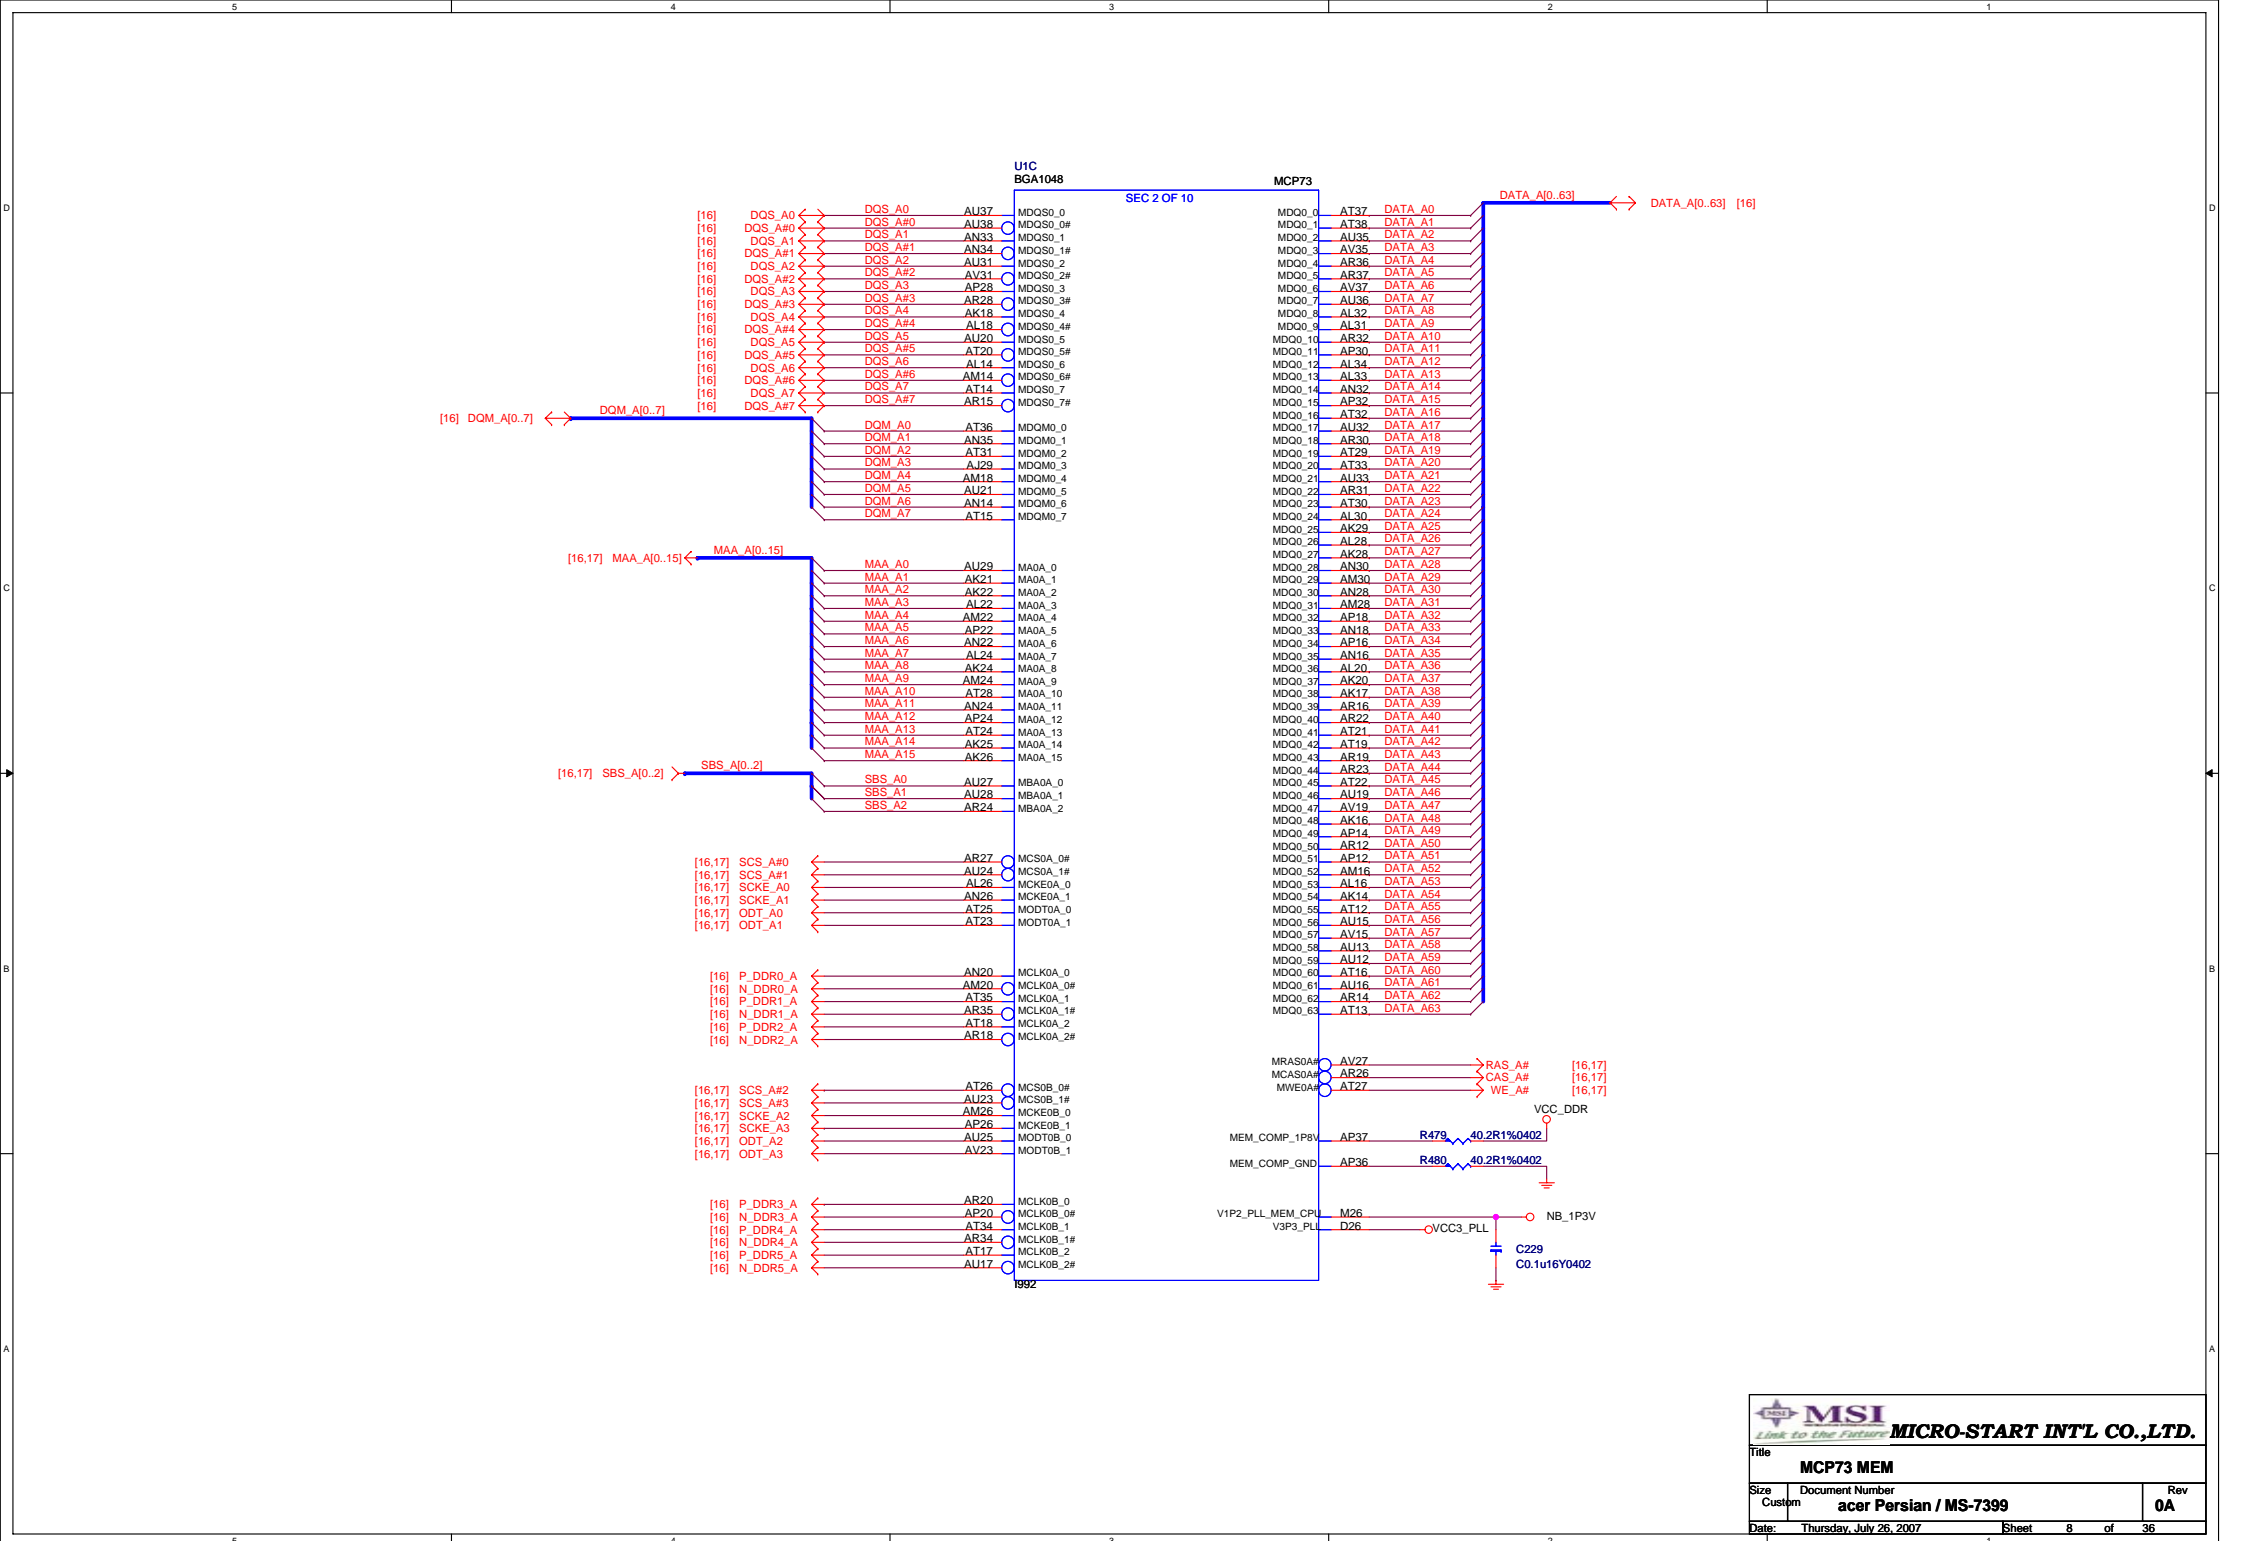 5 4 3 2 1
U1C
BGA1048 MCP73
SEC 2 OF 10
DATA_A[0..63] DATA_A[0..63] [16]
[16] DQS_A0 DQS_A0 AU37 MDQS0_0
[16] DQS_A#0 DQS_A#0 AU38 MDQS0_0#
[16] DQS_A1 DQS_A1 AN33 MDQS0_1
[16] DQS_A#1 DQS_A#1 AN34 MDQS0_1#
[16] DQS_A2 DQS_A2 AU31 MDQS0_2
[16] DQS_A#2 DQS_A#2 AV31 MDQS0_2#
[16] DQS_A3 DQS_A3 AP28 MDQS0_3
[16] DQS_A#3 DQS_A#3 AR28 MDQS0_3#
[16] DQS_A4 DQS_A4 AK18 MDQS0_4
[16] DQS_A#4 DQS_A#4 AL18 MDQS0_4#
[16] DQS_A5 DQS_A5 AU20 MDQS0_5
[16] DQS_A#5 DQS_A#5 AT20 MDQS0_5#
[16] DQS_A6 DQS_A6 AL14 MDQS0_6
[16] DQS_A#6 DQS_A#6 AM14 MDQS0_6#
[16] DQS_A7 DQS_A7 AT14 MDQS0_7
[16] DQS_A#7 DQS_A#7 AR15 MDQS0_7#
[16] DQM_A[0..7] DQM_A[0..7]
DQM_A0 AT36 MDQM0_0
DQM_A1 AN35 MDQM0_1
DQM_A2 AT31 MDQM0_2
DQM_A3 AJ29 MDQM0_3
DQM_A4 AM18 MDQM0_4
DQM_A5 AU21 MDQM0_5
DQM_A6 AN14 MDQM0_6
DQM_A7 AT15 MDQM0_7
[16,17] MAA_A[0..15] MAA_A[0..15]
MAA_A0 AU29 MA0A_0
MAA_A1 AK21 MA0A_1
MAA_A2 AK22 MA0A_2
MAA_A3 AL22 MA0A_3
MAA_A4 AM22 MA0A_4
MAA_A5 AP22 MA0A_5
MAA_A6 AN22 MA0A_6
MAA_A7 AL24 MA0A_7
MAA_A8 AK24 MA0A_8
MAA_A9 AM24 MA0A_9
MAA_A10 AT28 MA0A_10
MAA_A11 AN24 MA0A_11
MAA_A12 AP24 MA0A_12
MAA_A13 AT24 MA0A_13
MAA_A14 AK25 MA0A_14
MAA_A15 AK26 MA0A_15
[16,17] SBS_A[0..2] SBS_A[0..2]
SBS_A0 AU27 MBA0A_0
SBS_A1 AU28 MBA0A_1
SBS_A2 AR24 MBA0A_2
[16,17] SCS_A#0 AR27 MCS0A_0#
[16,17] SCS_A#1 AU24 MCS0A_1#
[16,17] SCKE_A0 AL26 MCKE0A_0
[16,17] SCKE_A1 AN26 MCKE0A_1
[16,17] ODT_A0 AT25 MODT0A_0
[16,17] ODT_A1 AT23 MODT0A_1
[16] P_DDR0_A AN20 MCLK0A_0
[16] N_DDR0_A AM20 MCLK0A_0#
[16] P_DDR1_A AT35 MCLK0A_1
[16] N_DDR1_A AR35 MCLK0A_1#
[16] P_DDR2_A AT18 MCLK0A_2
[16] N_DDR2_A AR18 MCLK0A_2#
[16,17] SCS_A#2 AT26 MCS0B_0#
[16,17] SCS_A#3 AU23 MCS0B_1#
[16,17] SCKE_A2 AM26 MCKE0B_0
[16,17] SCKE_A3 AP26 MCKE0B_1
[16,17] ODT_A2 AU25 MODT0B_0
[16,17] ODT_A3 AV23 MODT0B_1
[16] P_DDR3_A AR20 MCLK0B_0
[16] N_DDR3_A AP20 MCLK0B_0#
[16] P_DDR4_A AT34 MCLK0B_1
[16] N_DDR4_A AR34 MCLK0B_1#
[16] P_DDR5_A AT17 MCLK0B_2
[16] N_DDR5_A AU17 MCLK0B_2#
I992
MDQ0_0 AT37 DATA_A0
MDQ0_1 AT38 DATA_A1
MDQ0_2 AU35 DATA_A2
MDQ0_3 AV35 DATA_A3
MDQ0_4 AR36 DATA_A4
MDQ0_5 AR37 DATA_A5
MDQ0_6 AV37 DATA_A6
MDQ0_7 AU36 DATA_A7
MDQ0_8 AL32 DATA_A8
MDQ0_9 AL31 DATA_A9
MDQ0_10 AR32 DATA_A10
MDQ0_11 AP30 DATA_A11
MDQ0_12 AL34 DATA_A12
MDQ0_13 AL33 DATA_A13
MDQ0_14 AN32 DATA_A14
MDQ0_15 AP32 DATA_A15
MDQ0_16 AT32 DATA_A16
MDQ0_17 AU32 DATA_A17
MDQ0_18 AR30 DATA_A18
MDQ0_19 AT29 DATA_A19
MDQ0_20 AT33 DATA_A20
MDQ0_21 AU33 DATA_A21
MDQ0_22 AR31 DATA_A22
MDQ0_23 AT30 DATA_A23
MDQ0_24 AL30 DATA_A24
MDQ0_25 AK29 DATA_A25
MDQ0_26 AL28 DATA_A26
MDQ0_27 AK28 DATA_A27
MDQ0_28 AN30 DATA_A28
MDQ0_29 AM30 DATA_A29
MDQ0_30 AN28 DATA_A30
MDQ0_31 AM28 DATA_A31
MDQ0_32 AP18 DATA_A32
MDQ0_33 AN18 DATA_A33
MDQ0_34 AP16 DATA_A34
MDQ0_35 AN16 DATA_A35
MDQ0_36 AL20 DATA_A36
MDQ0_37 AK20 DATA_A37
MDQ0_38 AK17 DATA_A38
MDQ0_39 AR16 DATA_A39
MDQ0_40 AR22 DATA_A40
MDQ0_41 AT21 DATA_A41
MDQ0_42 AT19 DATA_A42
MDQ0_43 AR19 DATA_A43
MDQ0_44 AR23 DATA_A44
MDQ0_45 AT22 DATA_A45
MDQ0_46 AU19 DATA_A46
MDQ0_47 AV19 DATA_A47
MDQ0_48 AK16 DATA_A48
MDQ0_49 AP14 DATA_A49
MDQ0_50 AR12 DATA_A50
MDQ0_51 AP12 DATA_A51
MDQ0_52 AM16 DATA_A52
MDQ0_53 AL16 DATA_A53
MDQ0_54 AK14 DATA_A54
MDQ0_55 AT12 DATA_A55
MDQ0_56 AU15 DATA_A56
MDQ0_57 AV15 DATA_A57
MDQ0_58 AU13 DATA_A58
MDQ0_59 AU12 DATA_A59
MDQ0_60 AT16 DATA_A60
MDQ0_61 AU16 DATA_A61
MDQ0_62 AR14 DATA_A62
MDQ0_63 AT13 DATA_A63
MRAS0A# AV27 RAS_A# [16,17]
MCAS0A# AR26 CAS_A# [16,17]
MWE0A# AT27 WE_A# [16,17]
VCC_DDR
MEM_COMP_1P8V AP37 R479 40.2R1%0402
MEM_COMP_GND AP36 R480 40.2R1%0402
V1P2_PLL_MEM_CPU M26 NB_1P3V
V3P3_PLL D26 VCC3_PLL
C229
C0.1u16Y0402
D D
C C
B B
A A
MSI
Link to the Future MICRO-START INT'L CO.,LTD.
Title
MCP73 MEM
Size Document Number Rev
Custom acer Persian / MS-7399 0A
Date: Thursday, July 26, 2007 Sheet 8 of 36
5 4 3 2 1